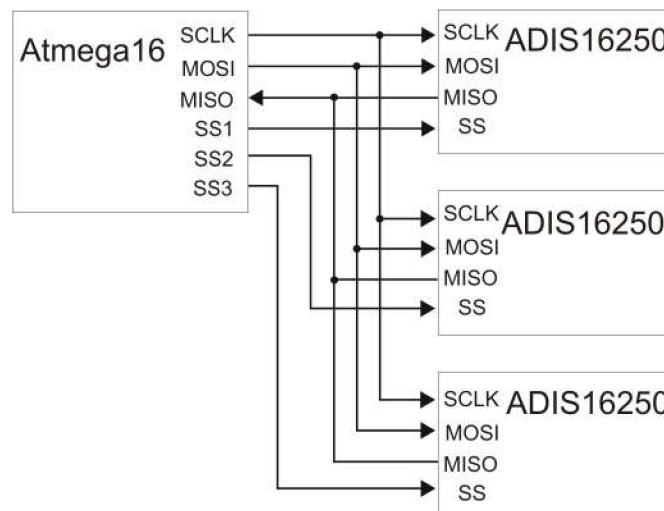 Atmega16
SCLK
MOSI
MISO
SS1
SS2
SS3
SCLK ADIS16250
MOSI
MISO
SS
SCLK ADIS16250
MOSI
MISO
SS
SCLK ADIS16250
MOSI
MISO
SS